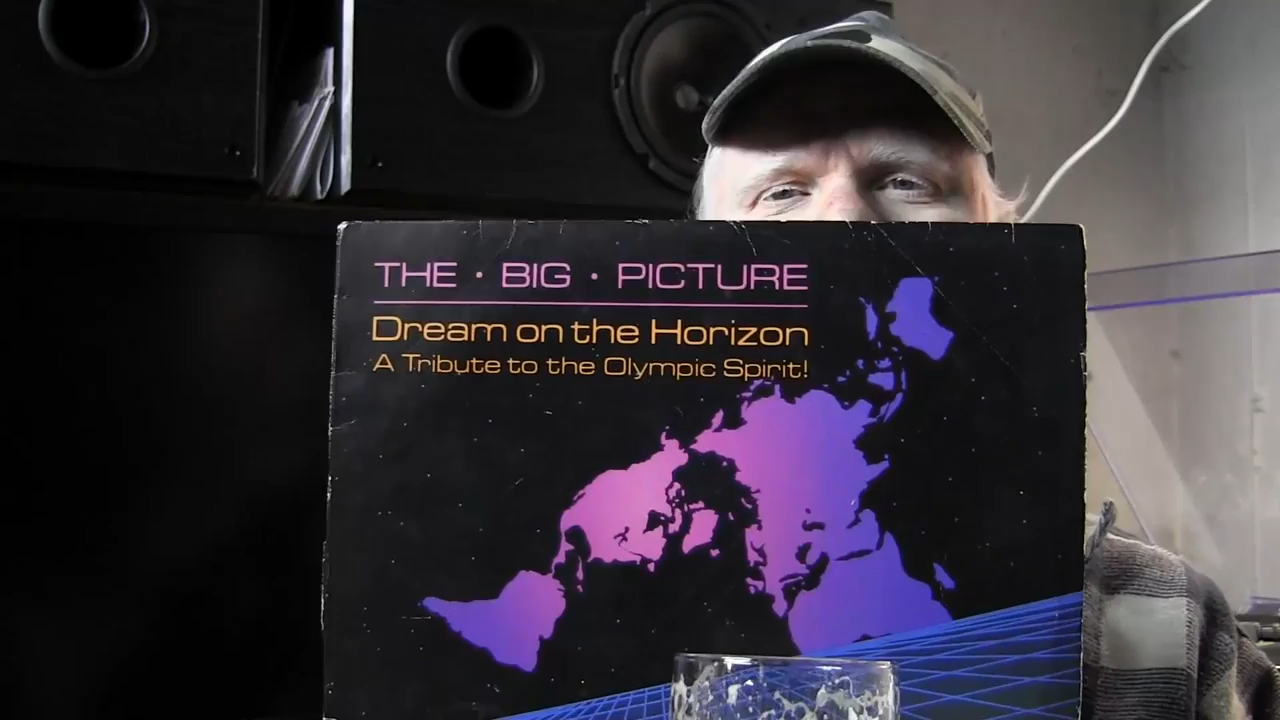 THE · BIG · PICTURE
Dream on the Horizon
A Tribute to the Olympic Spirit!